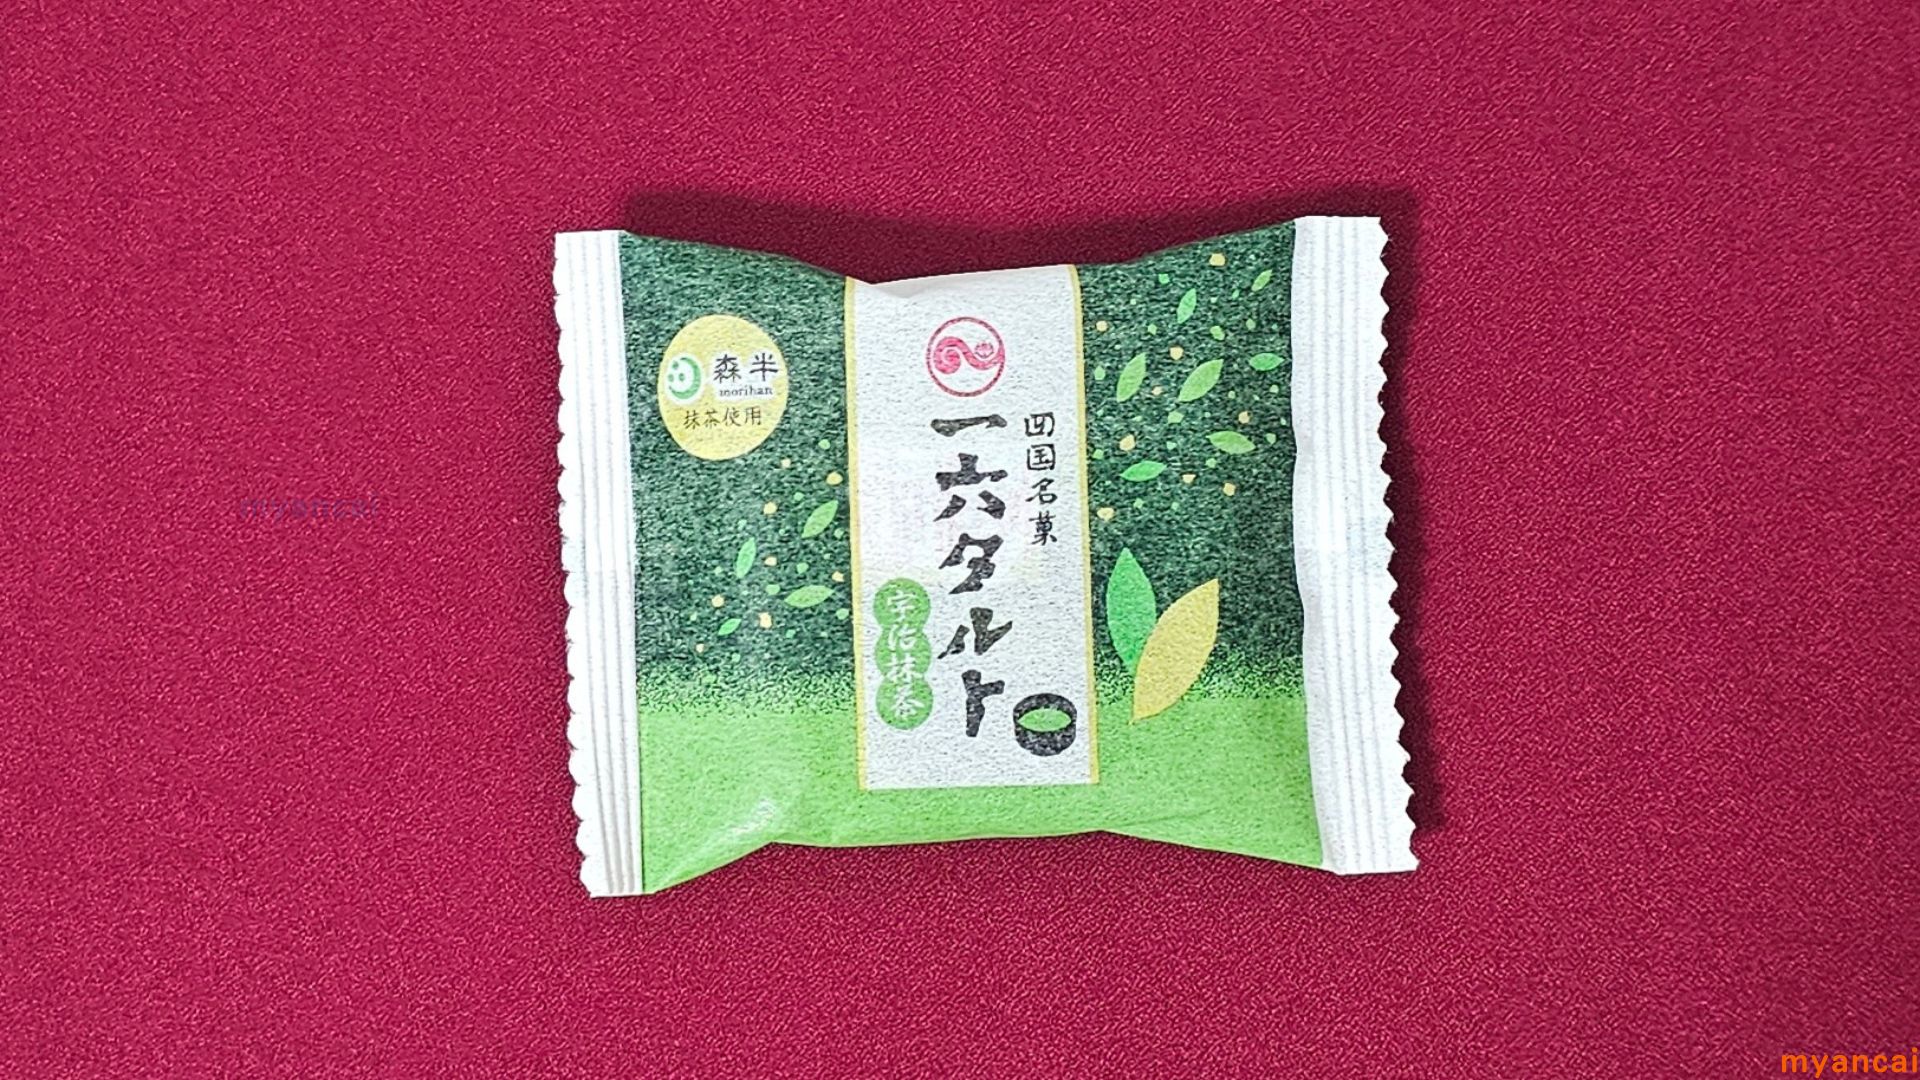 森半
morihan
抹茶使用
四国名菓
一六タルト
宇治抹茶
myancai
myancai